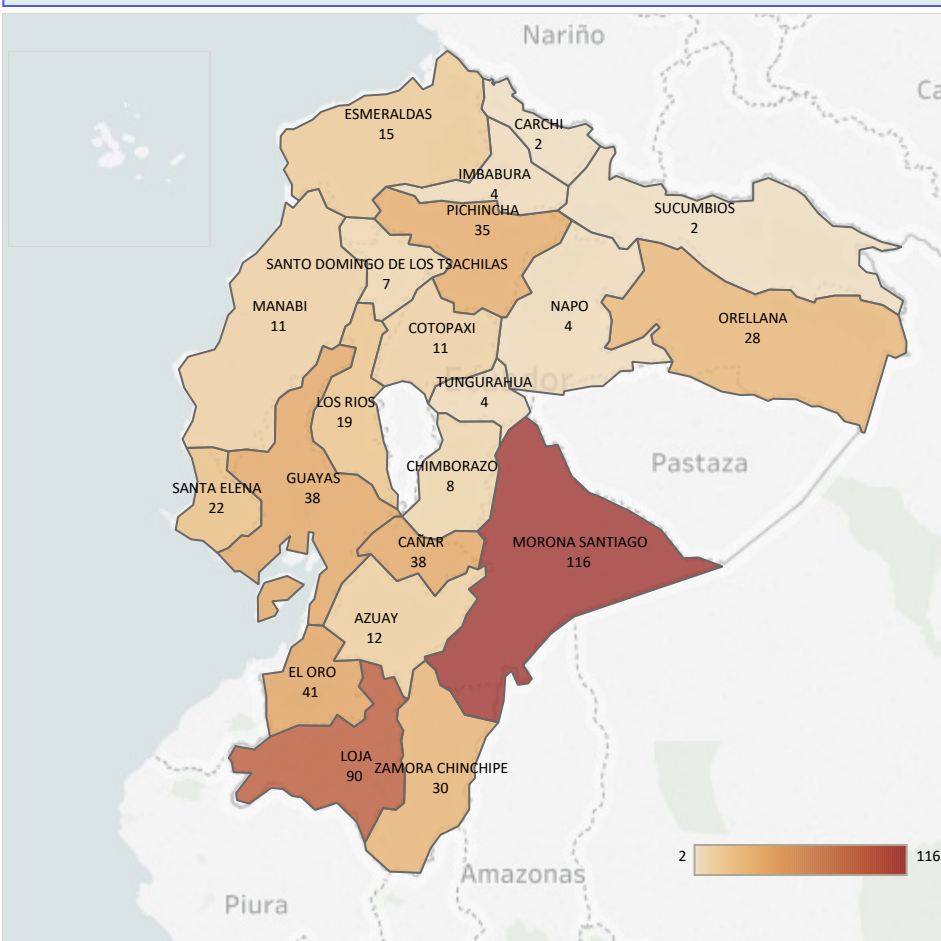 Nariño
Ca
ESMERALDAS
15
CARCHI
2
IMBABURA
4
PICHINCHA
35
SUCUMBIOS
2
SANTO DOMINGO DE LOS TSACHILAS
7
MANABI
11
COTOPAXI
11
NAPO
4
ORELLANA
28
Ecuador
TUNGURAHUA
4
LOS RIOS
19
Pastaza
CHIMBORAZO
8
SANTA ELENA
22
GUAYAS
38
CAÑAR
38
MORONA SANTIAGO
116
AZUAY
12
EL ORO
41
LOJA
90
ZAMORA CHINCHIPE
30
2
116
Amazonas
Piura